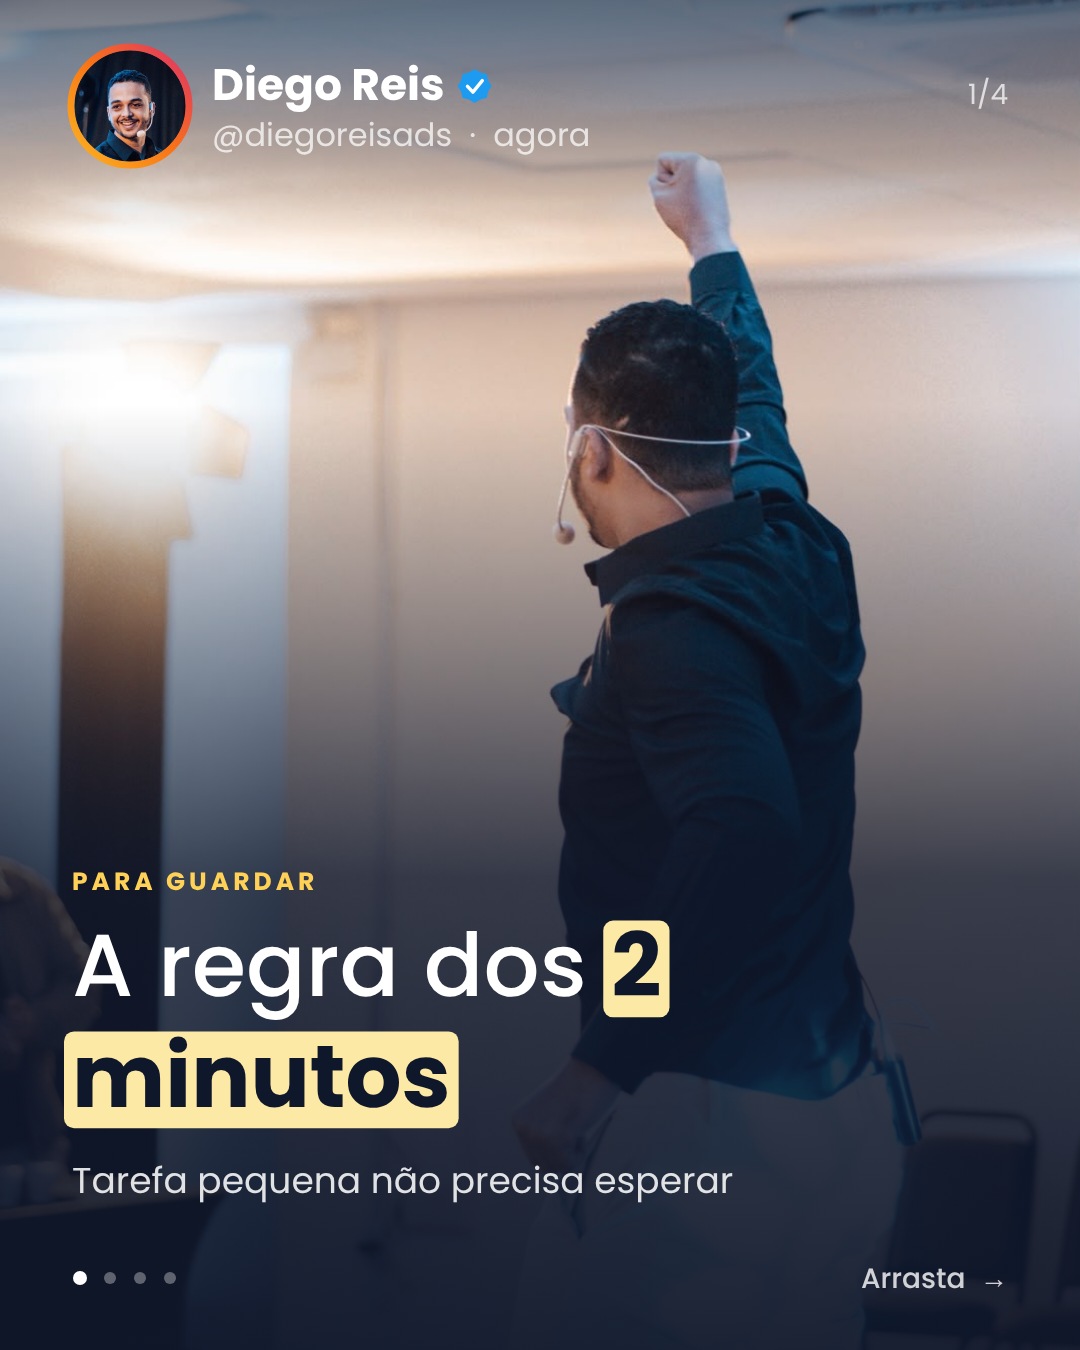 Diego Reis
@diegoreisads · agora
1/4
PARA GUARDAR
A regra dos 2
minutos
Tarefa pequena não precisa esperar
Arrasta →